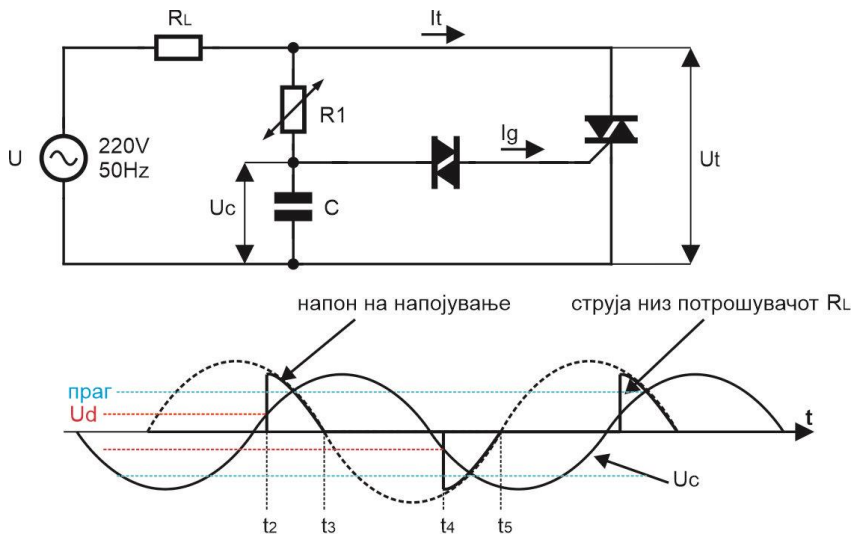 RL
It
R1
U
220V
50Hz
Ig
Ut
Uc
C
напон на напојување
струја низ потрошувачот RL
праг
Ud
t
Uc
t2
t3
t4
t5